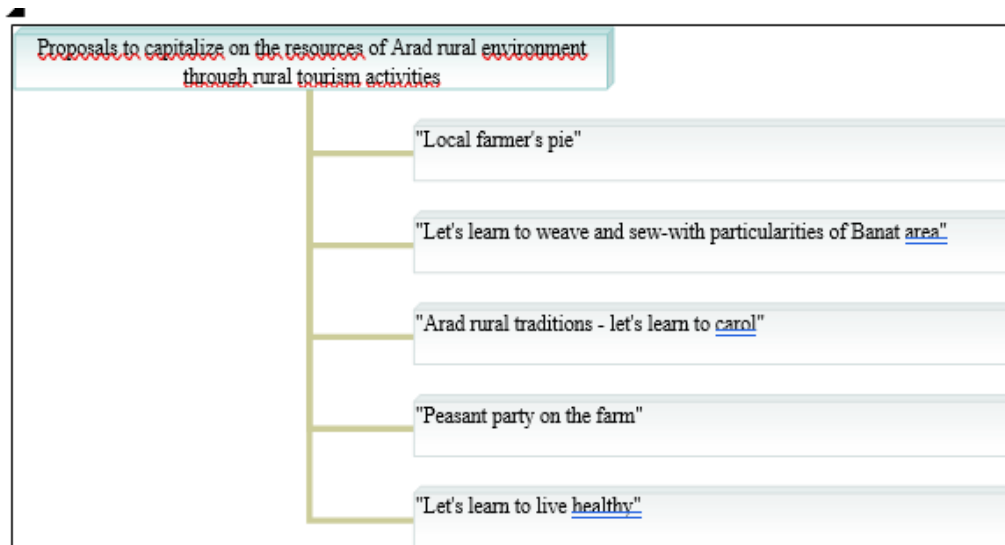 Proposals to capitalize on the resources of Arad rural environment
through rural tourism activities
"Local farmer's pie"
"Let's learn to weave and sew-with particularities of Banat area"
"Arad rural traditions - let's learn to carol"
"Peasant party on the farm"
"Let's learn to live healthy"